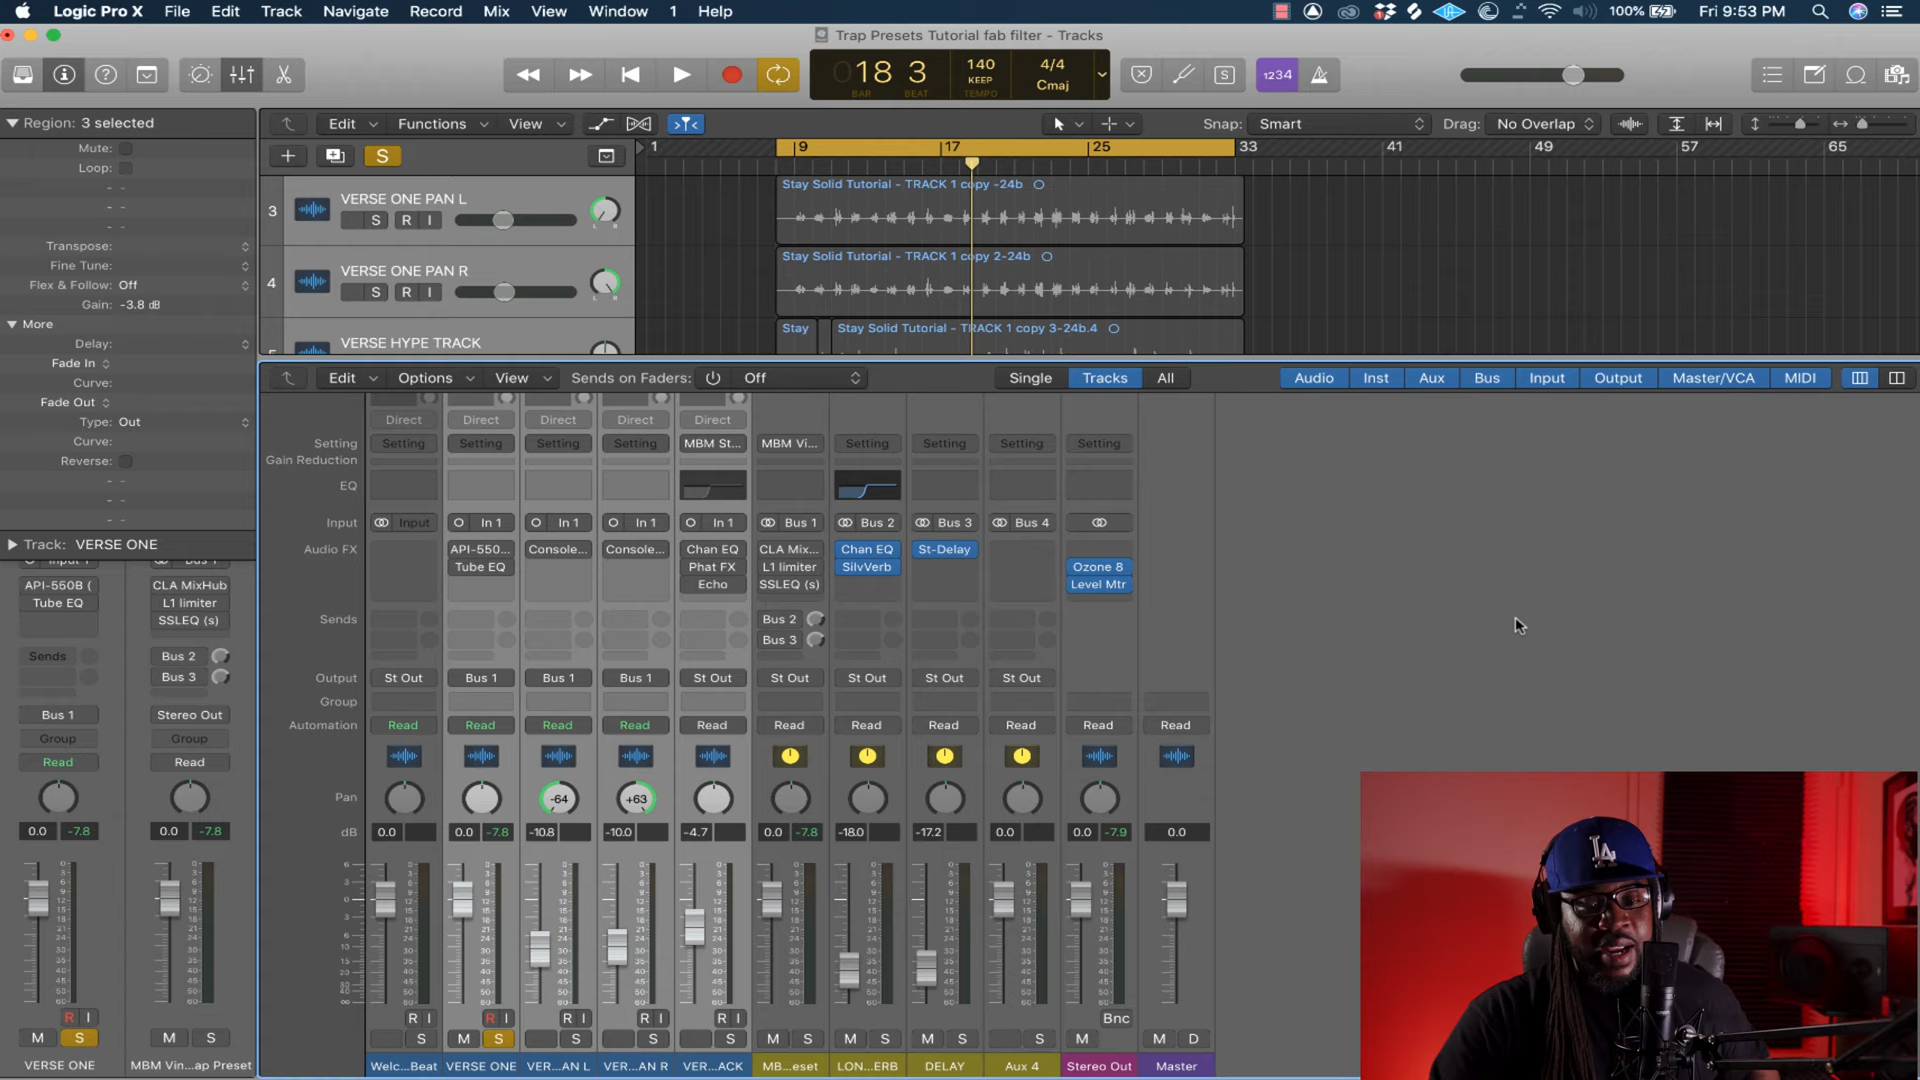 Logic Pro X File Edit Track Navigate Record Mix View Window 1 Help 100% Fri 9:53 PM
Trap Presets Tutorial fab filter - Tracks
18 3 140 4/4
KEEP Cmaj
BAR BEAT TEMPO
1234
Region: 3 selected Edit Functions View Snap: Smart Drag: No Overlap
Mute:
Loop:
S
1 9 17 25 33 41 49 57 65
Transpose:
Fine Tune:
Flex & Follow: Off
Gain: -3.8 dB
More
Delay:
Fade In
Curve:
Fade Out
Type: Out
Curve:
Reverse:
3 VERSE ONE PAN L
S R I L R
Stay Solid Tutorial - TRACK 1 copy -24b
4 VERSE ONE PAN R
S R I L R
Stay Solid Tutorial - TRACK 1 copy 2-24b
VERSE HYPE TRACK
Stay Stay Solid Tutorial - TRACK 1 copy 3-24b.4
Edit Options View Sends on Faders: Off Single Tracks All Audio Inst Aux Bus Input Output Master/VCA MIDI
Direct Direct Direct Direct Direct
Setting Setting Setting Setting Setting MBM St... MBM Vi... Setting Setting Setting Setting
Gain Reduction
EQ
Input Input In 1 In 1 In 1 In 1 Bus 1 Bus 2 Bus 3 Bus 4
Audio FX API-550... Console... Console... Chan EQ CLA Mix... Chan EQ St-Delay
Tube EQ Phat FX L1 limiter SilvVerb Ozone 8
Echo SSLEQ (s) Level Mtr
Sends Bus 2
Bus 3
Output St Out Bus 1 Bus 1 Bus 1 St Out St Out St Out St Out St Out
Group
Automation Read Read Read Read Read Read Read Read Read Read Read
Pan -64 +63
dB 0.0 0.0 -7.8 -10.8 -10.0 -4.7 0.0 -7.8 -18.0 -17.2 0.0 0.0 -7.9 0.0
R I R I R I R I R I Bnc
S M S S S S M S M S M S S M M D
Welc...Beat VERSE ONE VER...AN L VER...AN R VER...ACK MB...eset LON...ERB DELAY Aux 4 Stereo Out Master
Track: VERSE ONE
API-550B ( CLA MixHub
Tube EQ L1 limiter
SSLEQ (s)
Sends Bus 2
Bus 3
Bus 1 Stereo Out
Group Group
Read Read
0.0 -7.8 0.0 -7.8
R I
M S M S
VERSE ONE MBM Vin...ap Preset
LA